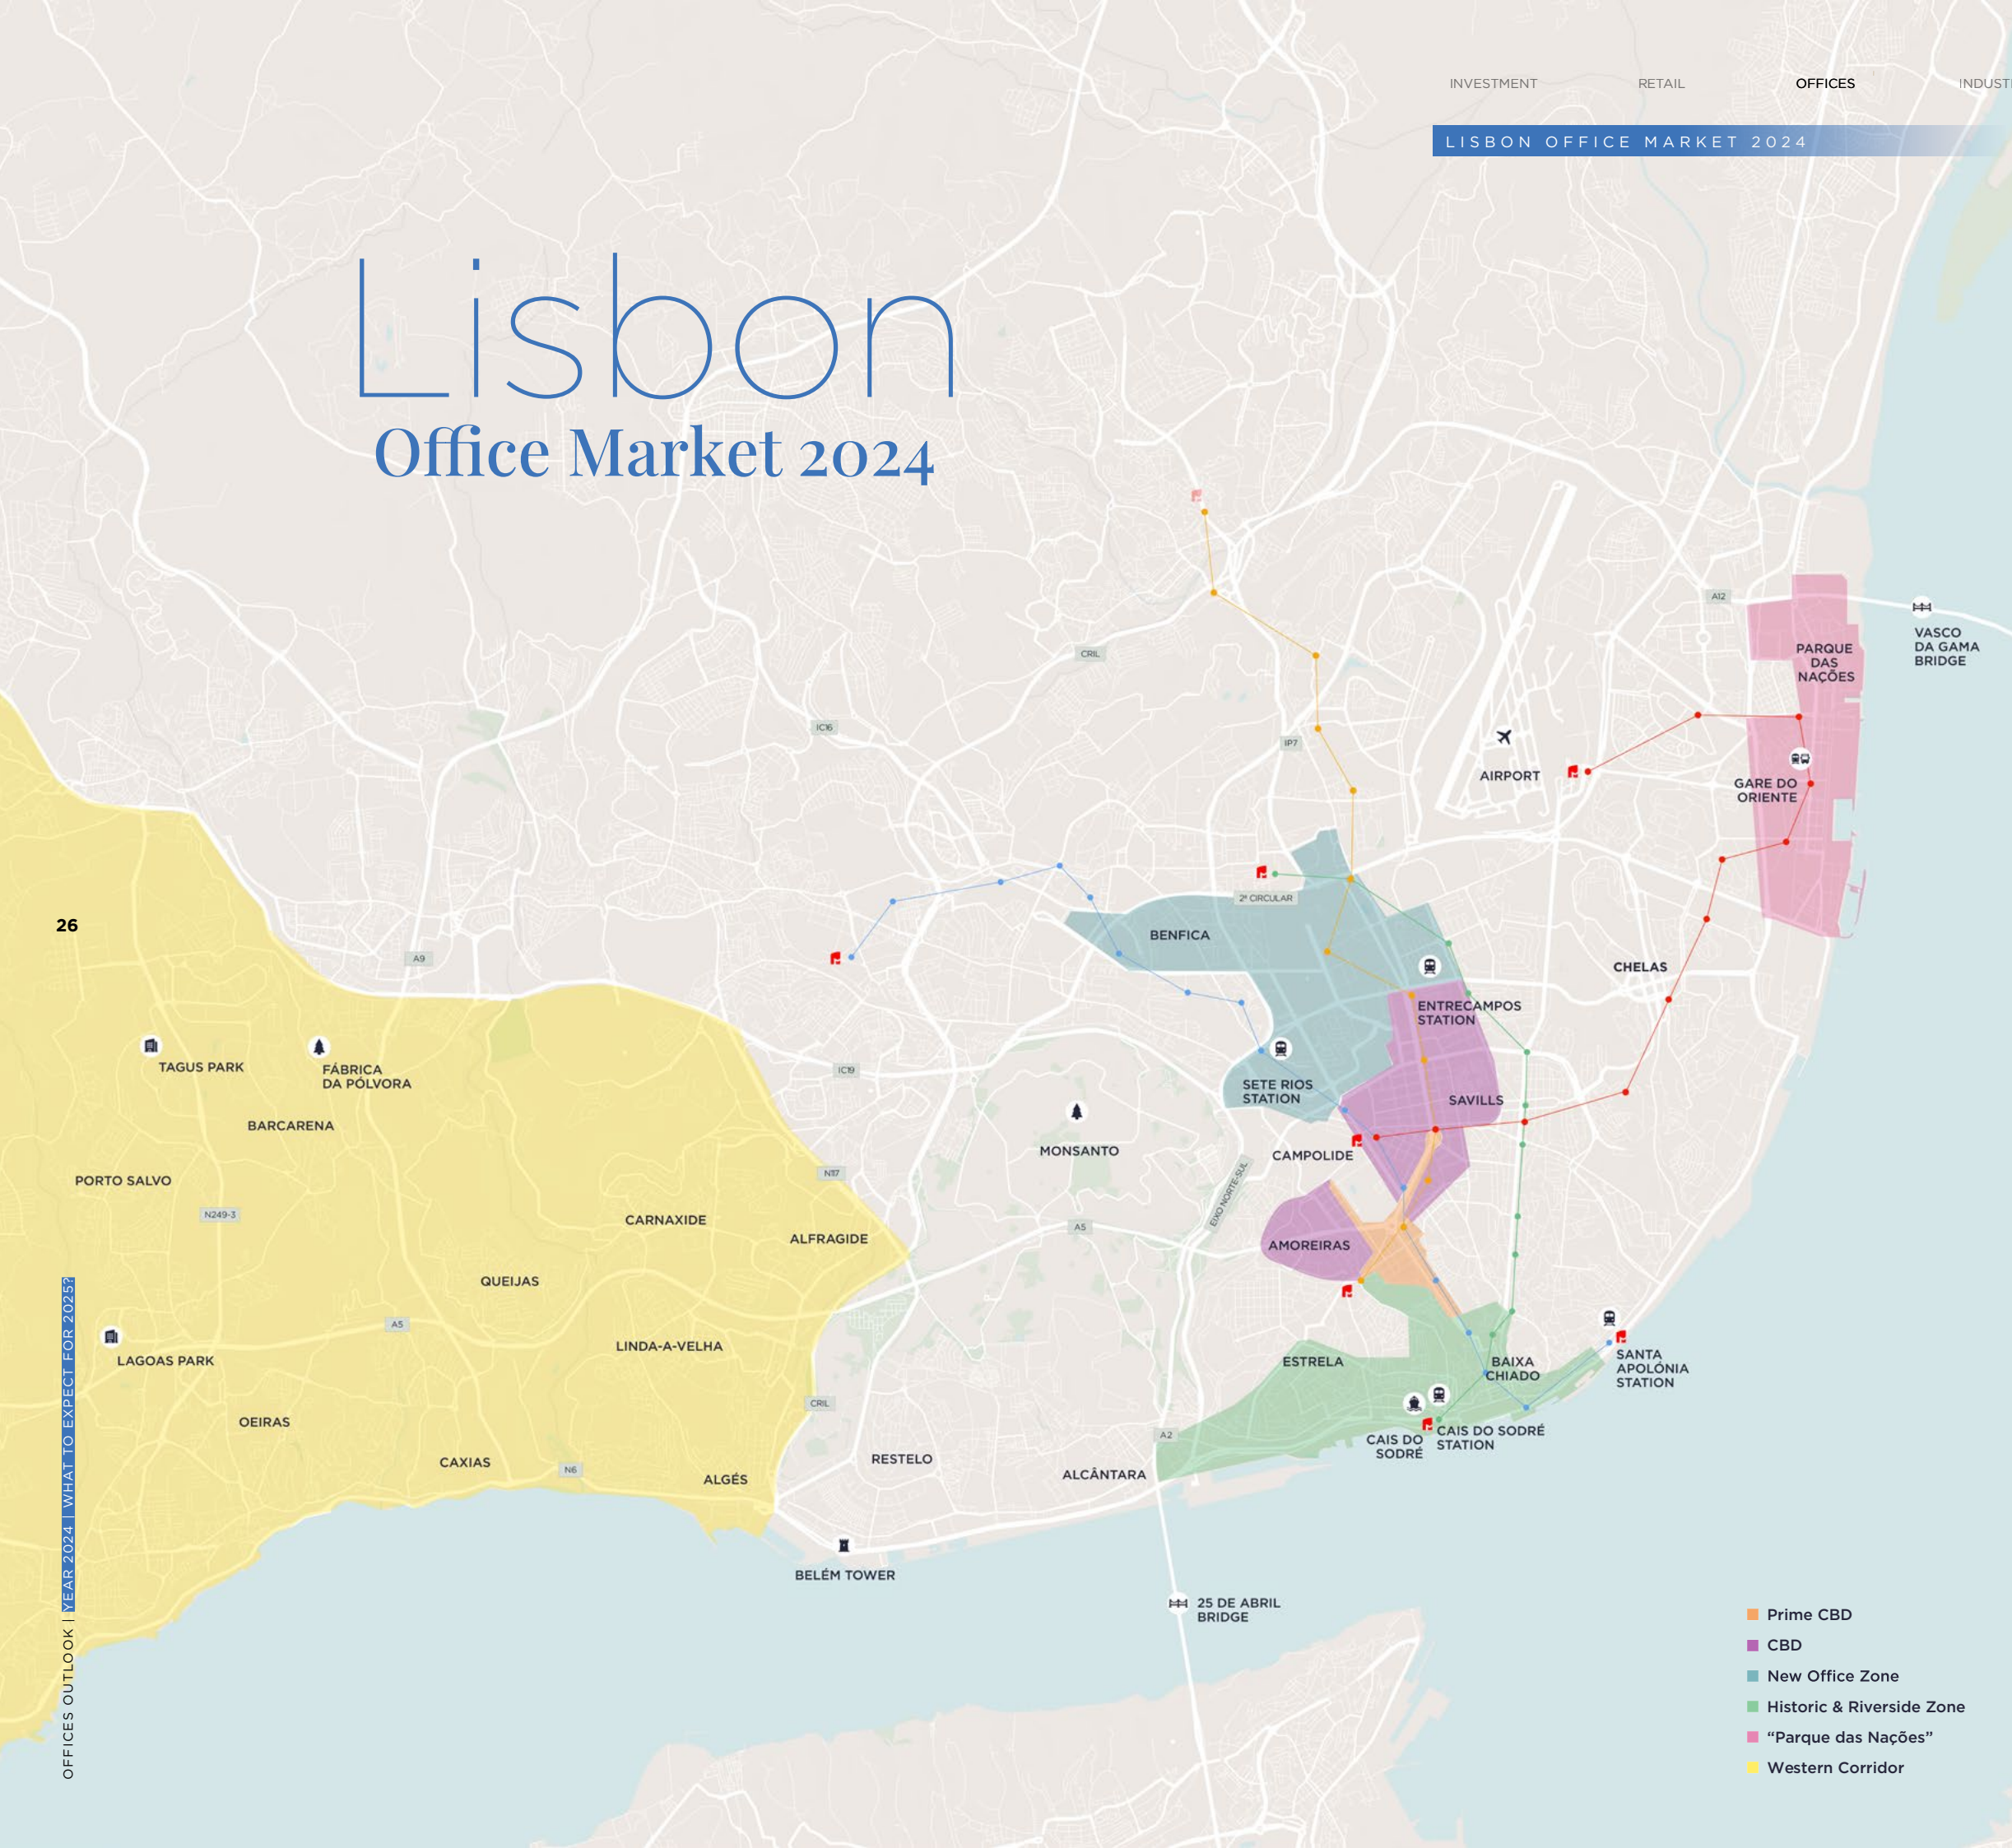 INVESTMENT
RETAIL
OFFICES
INDUST
LISBON OFFICE MARKET 2024
Lisbon
Office Market 2024
A12
VASCO
DA GAMA
BRIDGE
PARQUE
DAS
NAÇÕES
CRIL
IC16
IP7
AIRPORT
GARE DO
ORIENTE
2ª CIRCULAR
26
BENFICA
A9
CHELAS
ENTRECAMPOS
STATION
TAGUS PARK
FÁBRICA
DA PÓLVORA
IC19
SETE RIOS
STATION
SAVILLS
BARCARENA
MONSANTO
CAMPOLIDE
PORTO SALVO
N117
EIXO NORTE-SUL
N249-3
CARNAXIDE
A5
ALFRAGIDE
AMOREIRAS
QUEIJAS
A5
LINDA-A-VELHA
LAGOAS PARK
ESTRELA
BAIXA
CHIADO
SANTA
APOLÓNIA
STATION
CRIL
OEIRAS
A2
CAIS DO
SODRÉ
CAIS DO SODRÉ
STATION
CAXIAS
N6
RESTELO
ALGÉS
ALCÂNTARA
BELÉM TOWER
25 DE ABRIL
BRIDGE
OFFICES OUTLOOK | YEAR 2024 | WHAT TO EXPECT FOR 2025?
Prime CBD
CBD
New Office Zone
Historic & Riverside Zone
“Parque das Nações”
Western Corridor